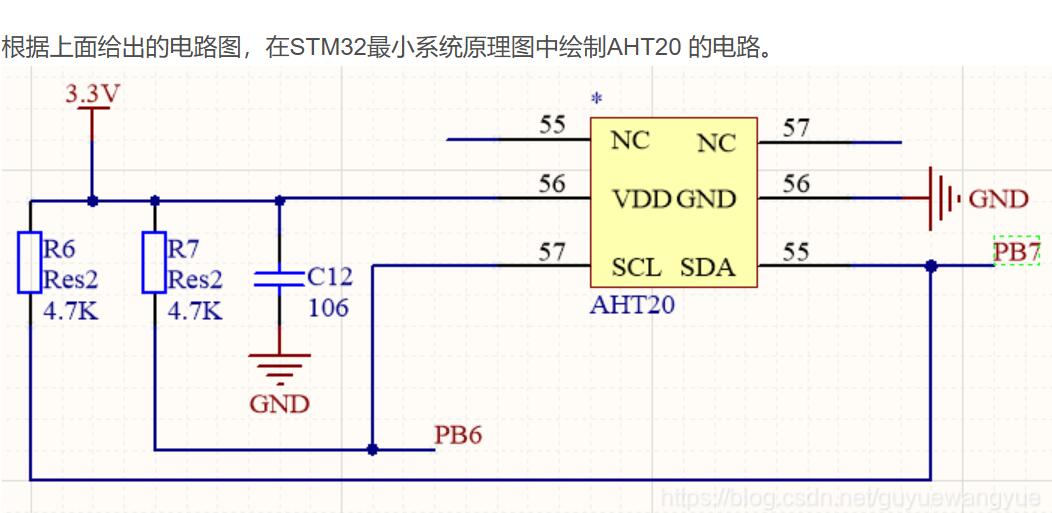 根据上面给出的电路图，在STM32最小系统原理图中绘制AHT20 的电路。
3.3V
*
55
NC
NC
57
56
VDD
GND
56
GND
57
SCL
SDA
55
PB7
AHT20
R6
Res2
4.7K
R7
Res2
4.7K
C12
106
GND
PB6
https://blog.csdn.net/guyuewangyue